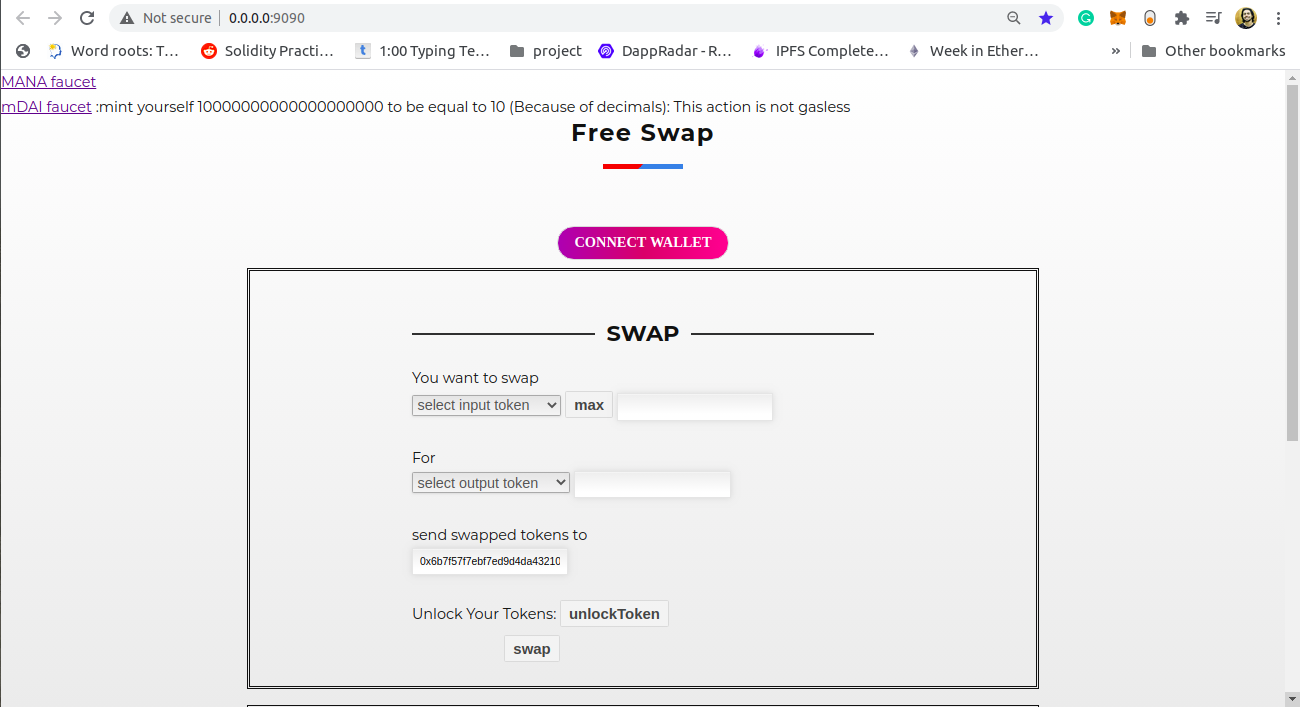 Not secure 0.0.0.0:9090
Word roots: T… Solidity Practi… t 1:00 Typing Te… project DappRadar - R… IPFS Complete… Week in Ether… » Other bookmarks
MANA faucet
mDAI faucet :mint yourself 10000000000000000000 to be equal to 10 (Because of decimals): This action is not gasless
Free Swap
CONNECT WALLET
SWAP
You want to swap
select input token max
For
select output token
send swapped tokens to
0x6b7f57f7ebf7ed9d4da43210
Unlock Your Tokens: unlockToken
swap